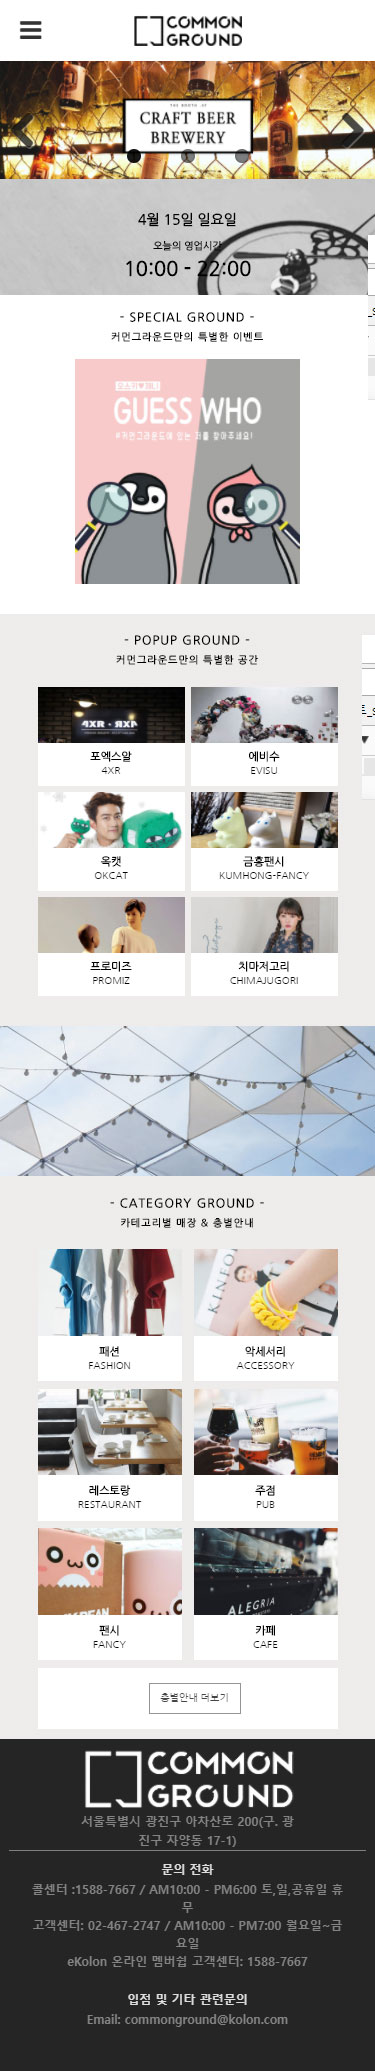 COMMON
GROUND
THE BOOTH OF
CRAFT BEER
BREWERY
4월 15일 일요일
오늘의 영업시간
10:00 - 22:00
- SPECIAL GROUND -
커먼그라운드만의 특별한 이벤트
GUESS WHO
#커먼그라운드에 있는 저를 찾아주세요!
- POPUP GROUND -
커먼그라운드만의 특별한 공간
4XR
포엑스알
4XR
에비수
EVISU
옥캣
OKCAT
금홍팬시
KUMHONG-FANCY
프로미즈
PROMIZ
치마저고리
CHIMAJUGORI
- CATEGORY GROUND -
카테고리별 매장 & 층별안내
KINFO
패션
FASHION
악세서리
ACCESSORY
레스토랑
RESTAURANT
주점
PUB
ALEGRIA
팬시
FANCY
카페
CAFE
층별안내 더보기
COMMON
GROUND
서울특별시 광진구 아차산로 200(구. 광
진구 자양동 17-1)
문의 전화
콜센터 :1588-7667 / AM10:00 - PM6:00 토,일,공휴일 휴
무
고객센터: 02-467-2747 / AM10:00 - PM7:00 월요일~금
요일
eKolon 온라인 멤버쉽 고객센터: 1588-7667
입점 및 기타 관련문의
Email: commonground@kolon.com